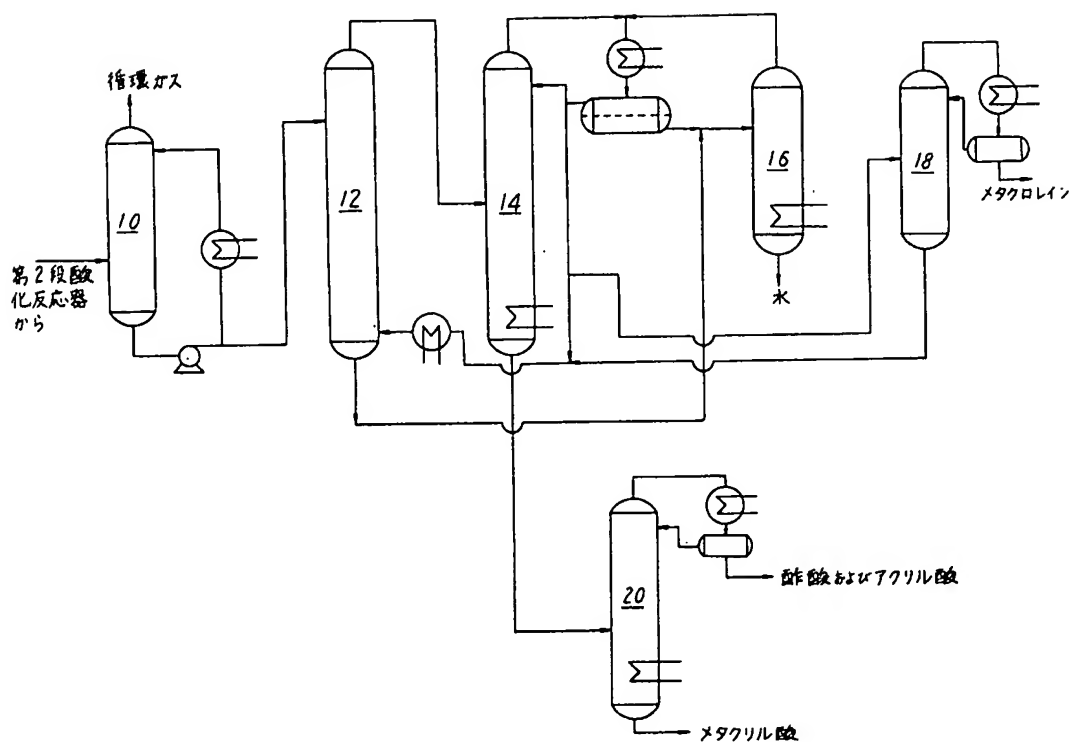 循環ガス
10
第2段酸
化反応器
から
12
14
16
水
18
メタクロレイン
20
酢酸およびアクリル酸
メタクリル酸